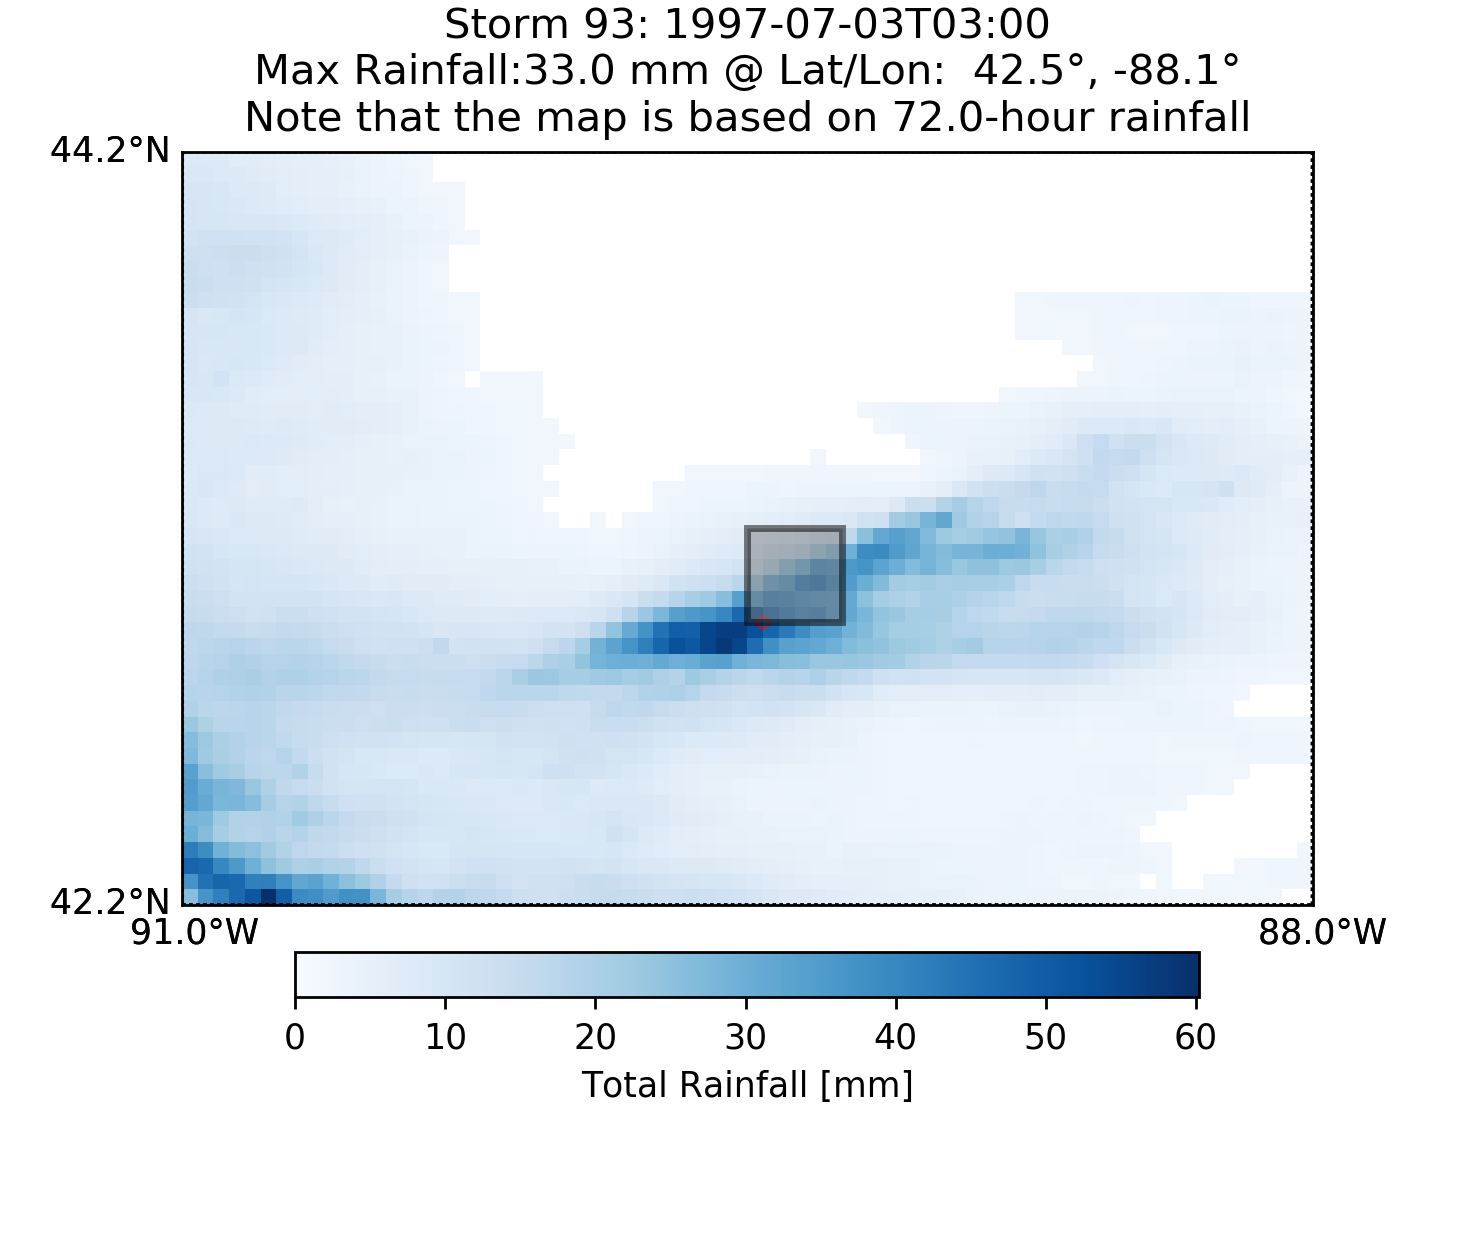 Storm 93: 1997-07-03T03:00
Max Rainfall:33.0 mm @ Lat/Lon:  42.5°, -88.1°
Note that the map is based on 72.0-hour rainfall
44.2°N
42.2°N
91.0°W 88.0°W
0 10 20 30 40 50 60
Total Rainfall [mm]